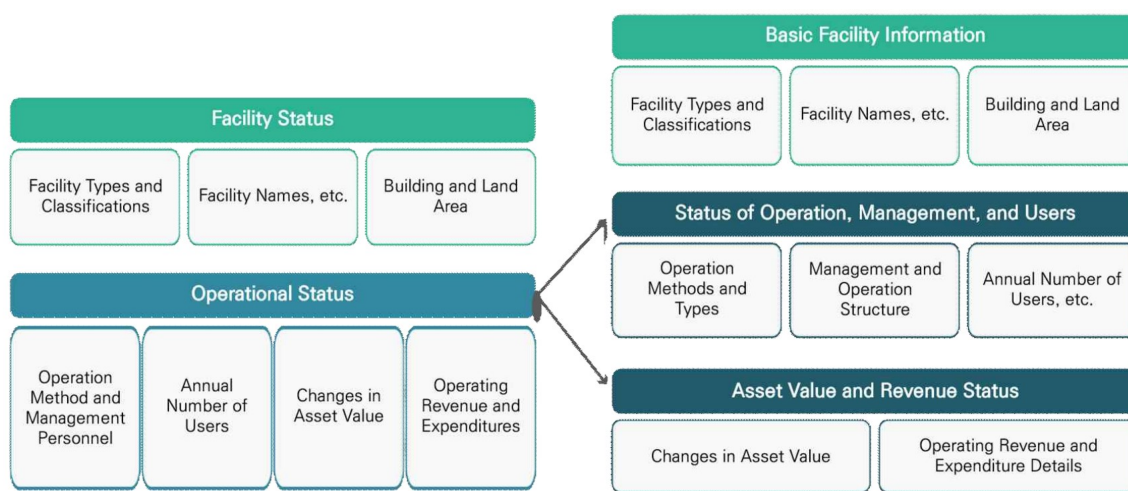 Facility Status
Facility Types and
Classifications
Facility Names, etc.
Building and Land
Area
Operational Status
Operation
Method and
Management
Personnel
Annual
Number of
Users
Changes in
Asset Value
Operating
Revenue and
Expenditures
Basic Facility Information
Facility Types and
Classifications
Facility Names, etc.
Building and Land
Area
Status of Operation, Management, and Users
Operation
Methods and
Types
Management and
Operation
Structure
Annual Number of
Users, etc.
Asset Value and Revenue Status
Changes in Asset Value
Operating Revenue and
Expenditure Details